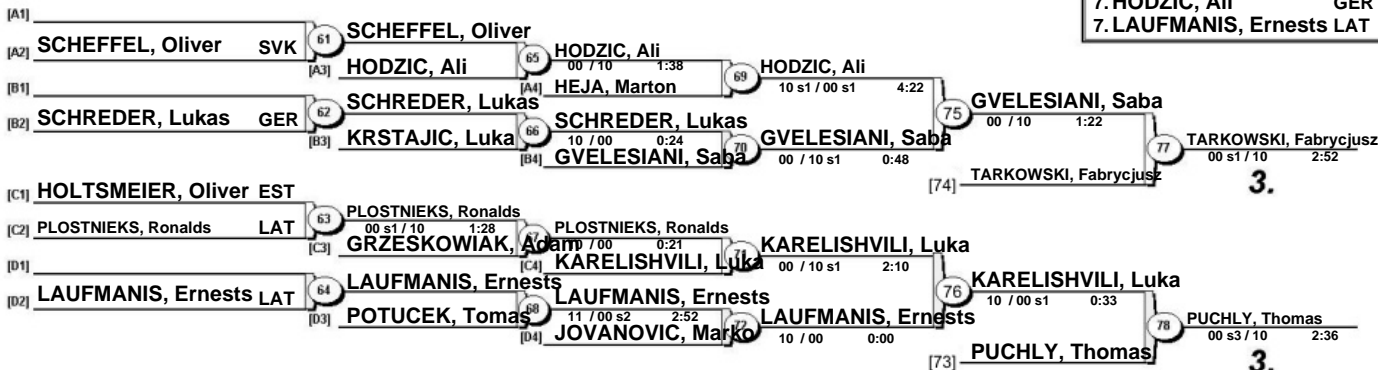 7. HODZIC, Ali GER
7. LAUFMANIS, Ernests LAT
[A1]
[A2] SCHEFFEL, Oliver SVK
61
SCHEFFEL, Oliver
[A3] HODZIC, Ali
65
HODZIC, Ali
00 / 10 1:38
[A4] HEJA, Marton
69
HODZIC, Ali
10 s1 / 00 s1 4:22
[B1]
[B2] SCHREDER, Lukas GER
62
SCHREDER, Lukas
[B3] KRSTAJIC, Luka
66
SCHREDER, Lukas
10 / 00 0:24
[B4] GVELESIANI, Saba
70
GVELESIANI, Saba
00 / 10 s1 0:48
75
GVELESIANI, Saba
00 / 10 1:22
[74] TARKOWSKI, Fabrycjusz
77
TARKOWSKI, Fabrycjusz
00 s1 / 10 2:52
3.
[C1] HOLTSMEIER, Oliver EST
[C2] PLOSTNIEKS, Ronalds LAT
63
PLOSTNIEKS, Ronalds
00 s1 / 10 1:28
[C3] GRZESKOWIAK, Adam
67
PLOSTNIEKS, Ronalds
/ 00 0:21
[C4] KARELISHVILI, Luka
KARELISHVILI, Luka
00 / 10 s1 2:10
[D1]
[D2] LAUFMANIS, Ernests LAT
64
LAUFMANIS, Ernests
[D3] POTUCEK, Tomas
68
LAUFMANIS, Ernests
11 / 00 s2 2:52
[D4] JOVANOVIC, Marko
72
LAUFMANIS, Ernests
10 / 00 0:00
76
KARELISHVILI, Luka
10 / 00 s1 0:33
[73] PUCHLY, Thomas
78
PUCHLY, Thomas
00 s3 / 10 2:36
3.